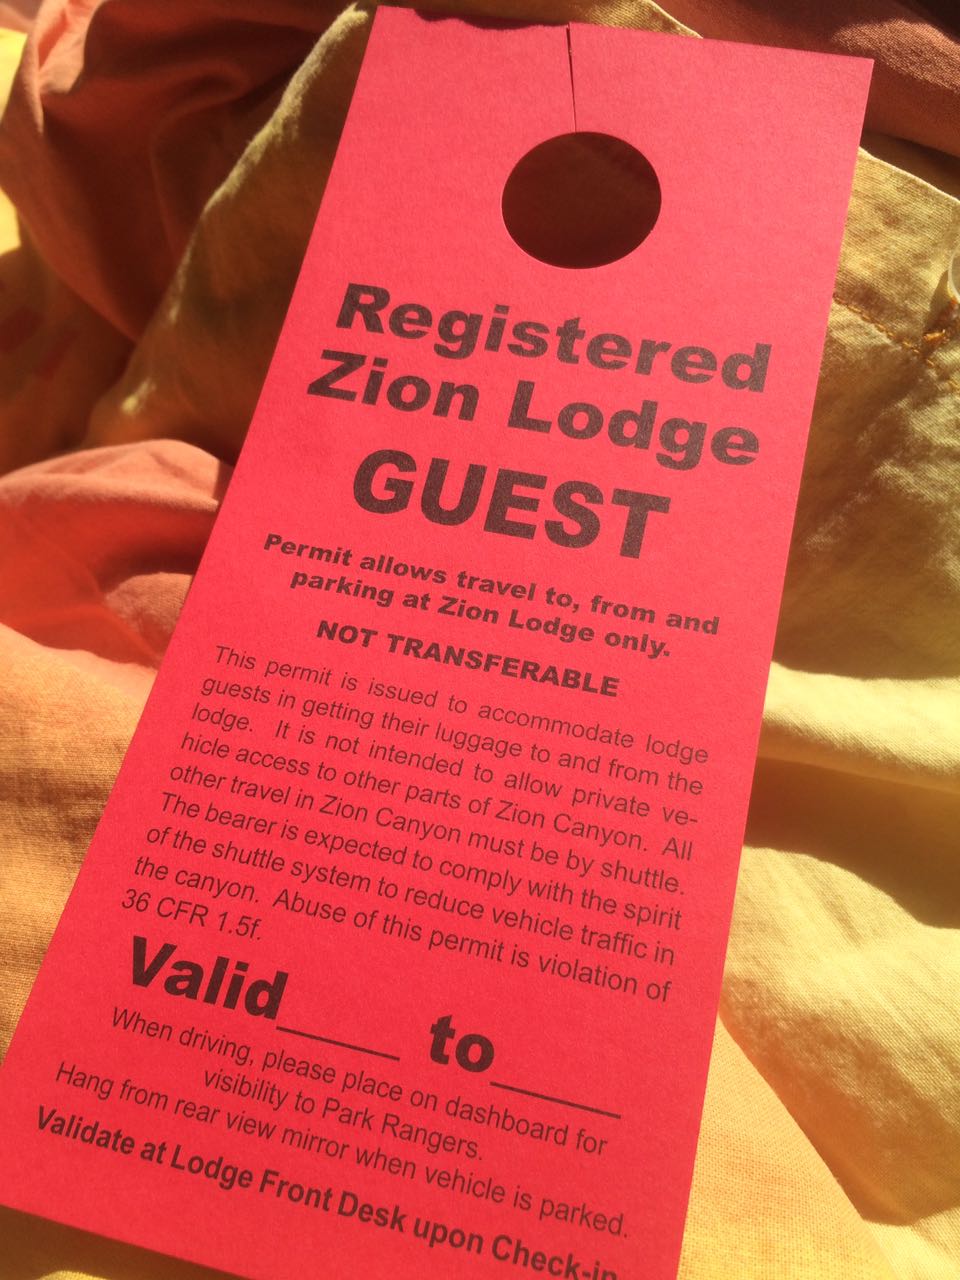 Registered
Zion Lodge
GUEST
Permit allows travel to, from and
parking at Zion Lodge only.
NOT TRANSFERABLE
This permit is issued to accommodate lodge
guests in getting their luggage to and from the
lodge. It is not intended to allow private ve-
hicle access to other parts of Zion Canyon. All
other travel in Zion Canyon must be by shuttle.
The bearer is expected to comply with the spirit
of the shuttle system to reduce vehicle traffic in
the canyon. Abuse of this permit is violation of
36 CFR 1.5f.
Valid____ to____
When driving, please place on dashboard for
visibility to Park Rangers.
Hang from rear view mirror when vehicle is parked.
Validate at Lodge Front Desk upon Check-in